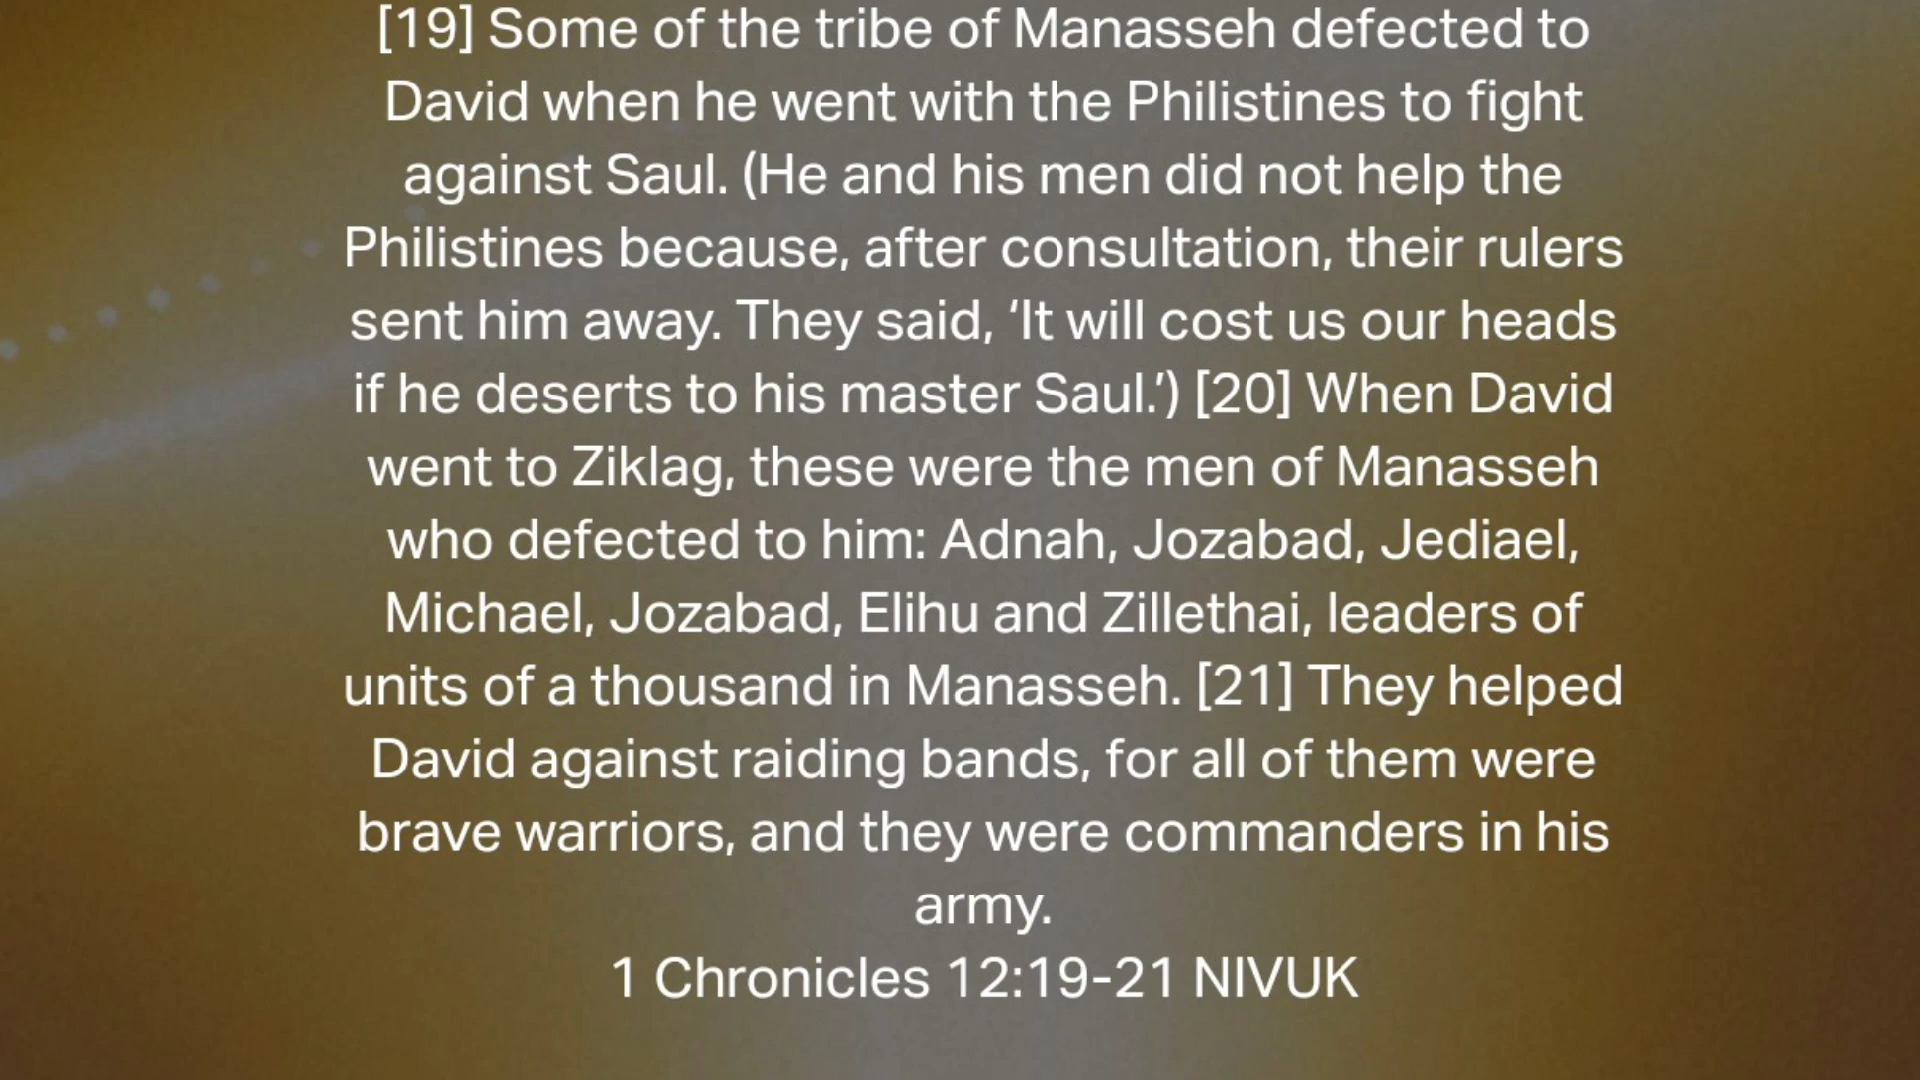 [19] Some of the tribe of Manasseh defected to
David when he went with the Philistines to fight
against Saul. (He and his men did not help the
Philistines because, after consultation, their rulers
sent him away. They said, ‘It will cost us our heads
if he deserts to his master Saul.’) [20] When David
went to Ziklag, these were the men of Manasseh
who defected to him: Adnah, Jozabad, Jediael,
Michael, Jozabad, Elihu and Zillethai, leaders of
units of a thousand in Manasseh. [21] They helped
David against raiding bands, for all of them were
brave warriors, and they were commanders in his
army.
1 Chronicles 12:19-21 NIVUK